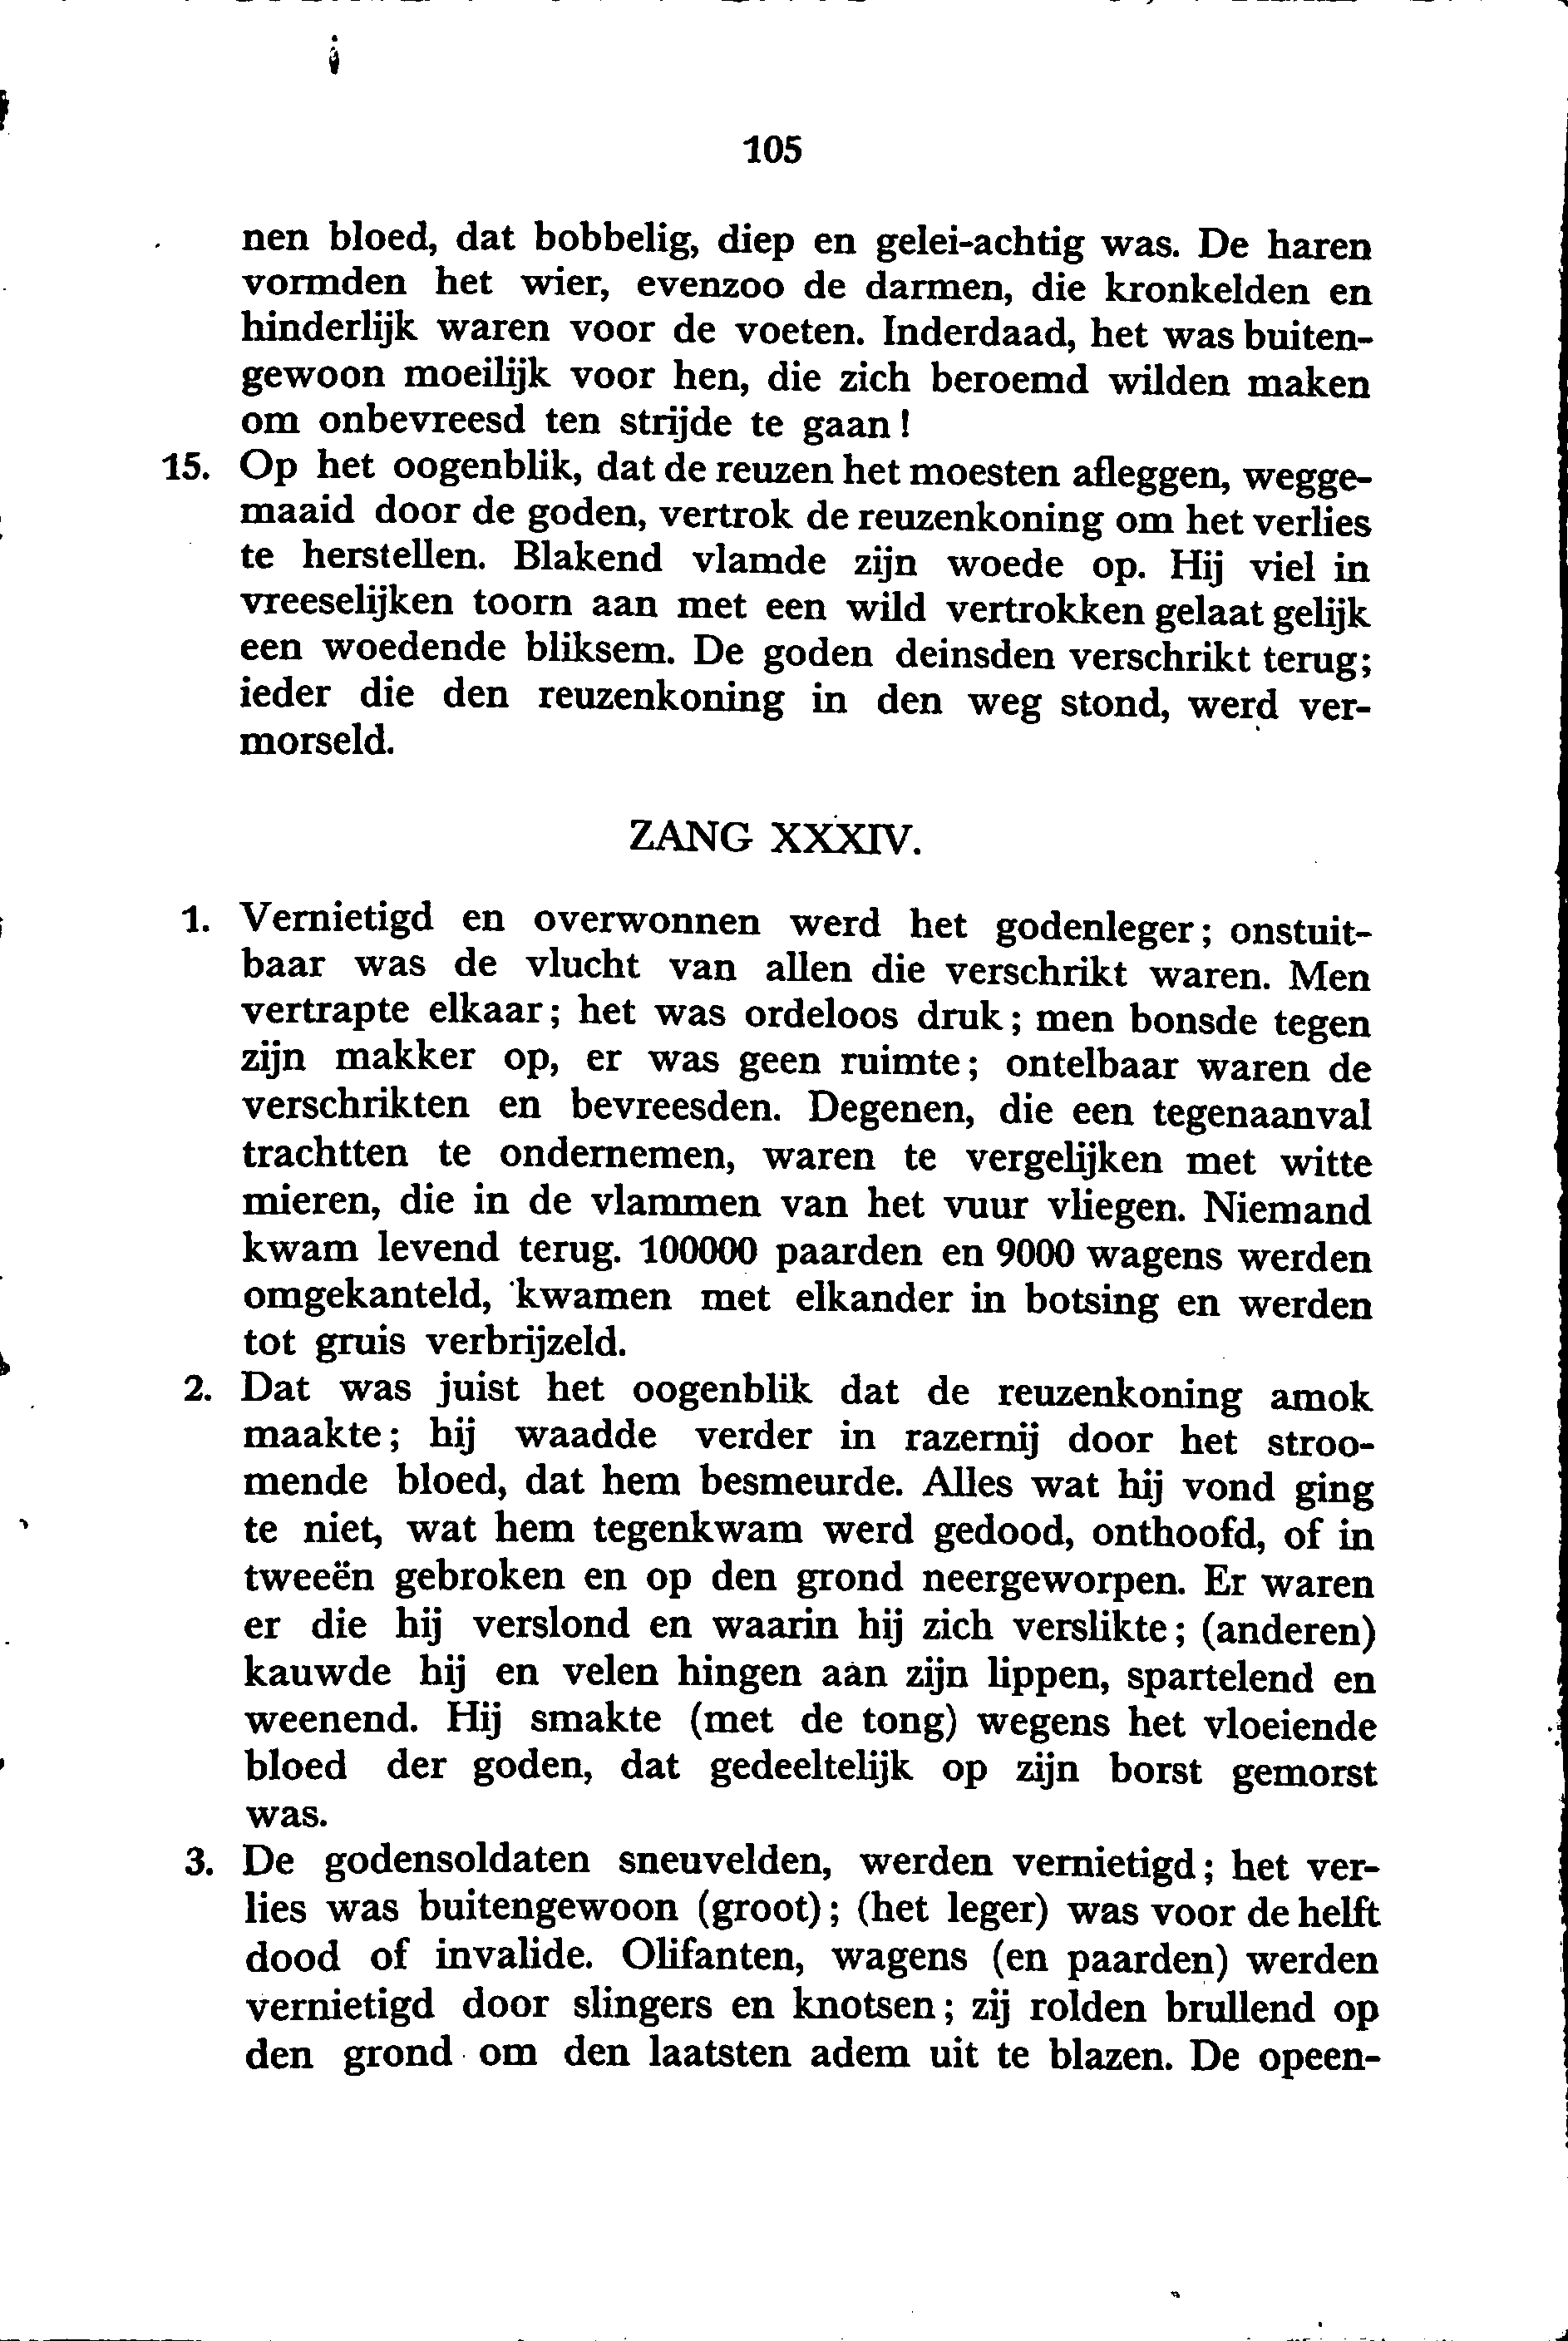 105
nen bloed, dat bobbelig, diep en gelei-achtig was. De haren
vormden het wier, evenzoo de darmen, die kronkelden en
hinderlijk waren voor de voeten. Inderdaad, het was buiten-
gewoon moeilijk voor hen, die zich beroemd wilden maken
om onbevreesd ten strijde te gaan!
15. Op het oogenblik, dat de reuzen het moesten afleggen, wegge-
maaid door de goden, vertrok de reuzenkoning om het verlies
te herstellen. Blakend vlamde zijn woede op. Hij viel in
vreeselijken toorn aan met een wild vertrokken gelaat gelijk
een woedende bliksem. De goden deinsden verschrikt terug;
ieder die den reuzenkoning in den weg stond, werd ver-
morseld.
ZANG XXXIV.
1. Vernietigd en overwonnen werd het godenleger; onstuit-
baar was de vlucht van allen die verschrikt waren. Men
vertrapte elkaar; het was ordeloos druk; men bonsde tegen
zijn makker op, er was geen ruimte; ontelbaar waren de
verschrikten en bevreesden. Degenen, die een tegenaanval
trachtten te ondernemen, waren te vergelijken met witte
mieren, die in de vlammen van het vuur vliegen. Niemand
kwam levend terug. 100000 paarden en 9000 wagens werden
omgekanteld, kwamen met elkander in botsing en werden
tot gruis verbrijzeld.
2. Dat was juist het oogenblik dat de reuzenkoning amok
maakte; hij waadde verder in razernij door het stroo-
mende bloed, dat hem besmeurde. Alles wat hij vond ging
te niet, wat hem tegenkwam werd gedood, onthoofd, of in
tweeën gebroken en op den grond neergeworpen. Er waren
er die hij verslond en waarin hij zich verslikte; (anderen)
kauwde hij en velen hingen aan zijn lippen, spartelend en
weenend. Hij smakte (met de tong) wegens het vloeiende
bloed der goden, dat gedeeltelijk op zijn borst gemorst
was.
3. De godensoldaten sneuvelden, werden vernietigd; het ver-
lies was buitengewoon (groot); (het leger) was voor de helft
dood of invalide. Olifanten, wagens (en paarden) werden
vernietigd door slingers en knotsen; zij rolden brullend op
den grond om den laatsten adem uit te blazen. De opeen-